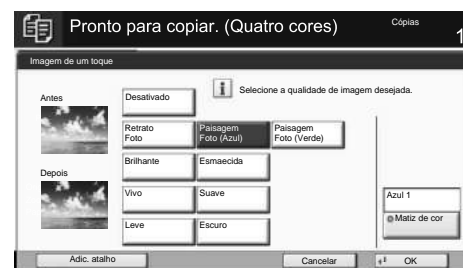 Pronto para copiar. (Quatro cores)
Cópias
1
Imagem de um toque
Selecione a qualidade de imagem desejada.
Antes
Desativado
Retrato
Foto
Paisagem
Foto (Azul)
Paisagem
Foto (Verde)
Brilhante
Esmaecida
Depois
Vivo
Suave
Azul 1
Matiz de cor
Leve
Escuro
Adic. atalho
Cancelar
OK